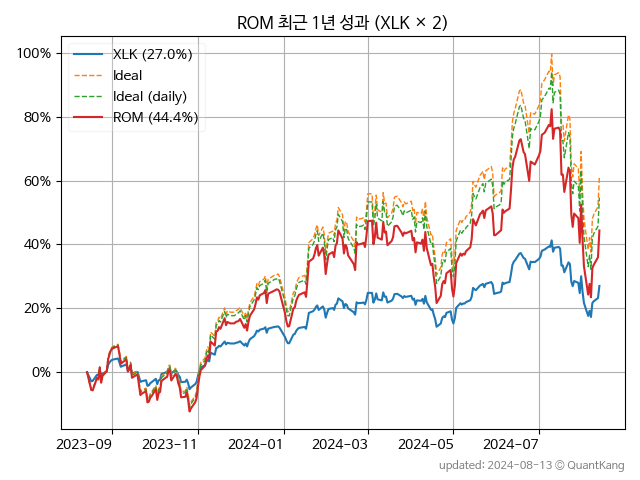 ROM 최근 1년 성과 (XLK × 2)
XLK (27.0%)
Ideal
Ideal (daily)
ROM (44.4%)
100%
80%
60%
40%
20%
0%
2023-09 2023-11 2024-01 2024-03 2024-05 2024-07
updated: 2024-08-13 © QuantKang